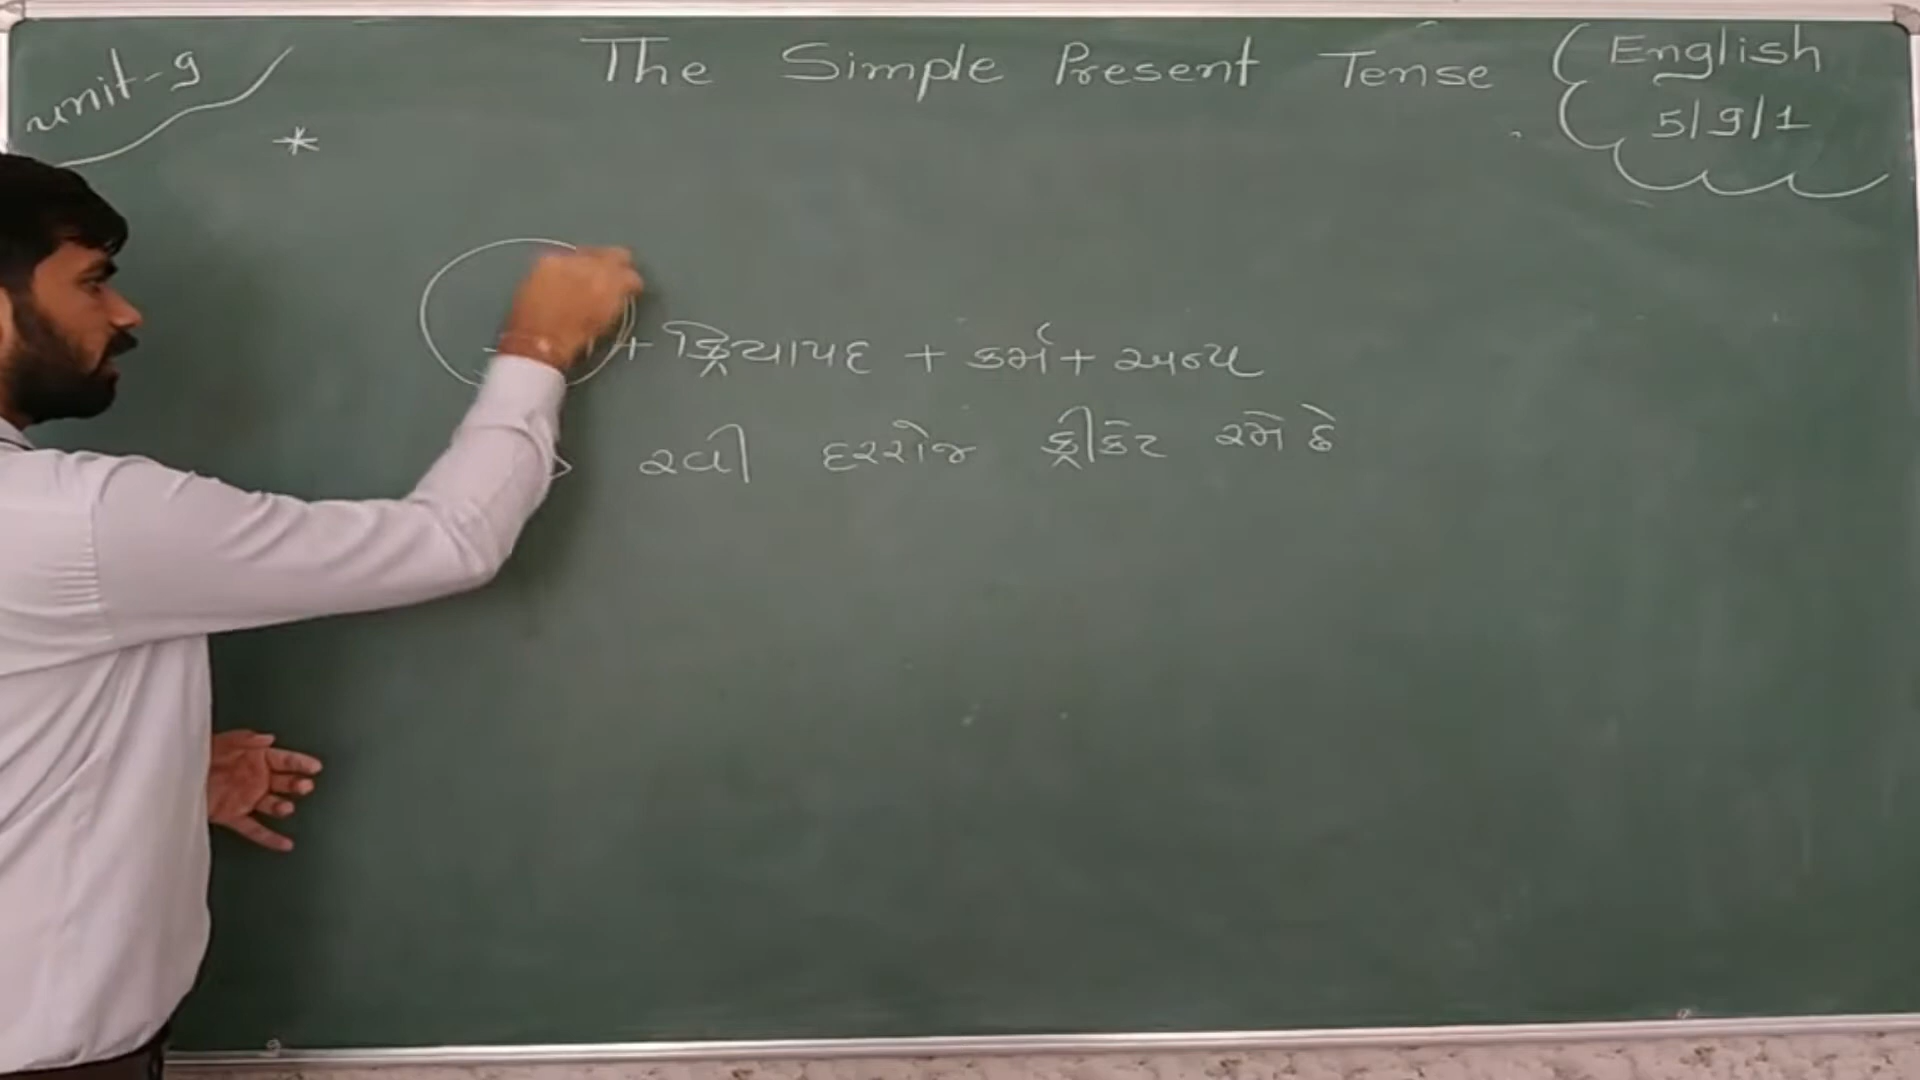 unit-9
The Simple Present Tense
English
5/9/1
*
+ ક્રિયાપદ + કર્મ + અન્ય
રવી દરરોજ ક્રીકેટ રમે છે